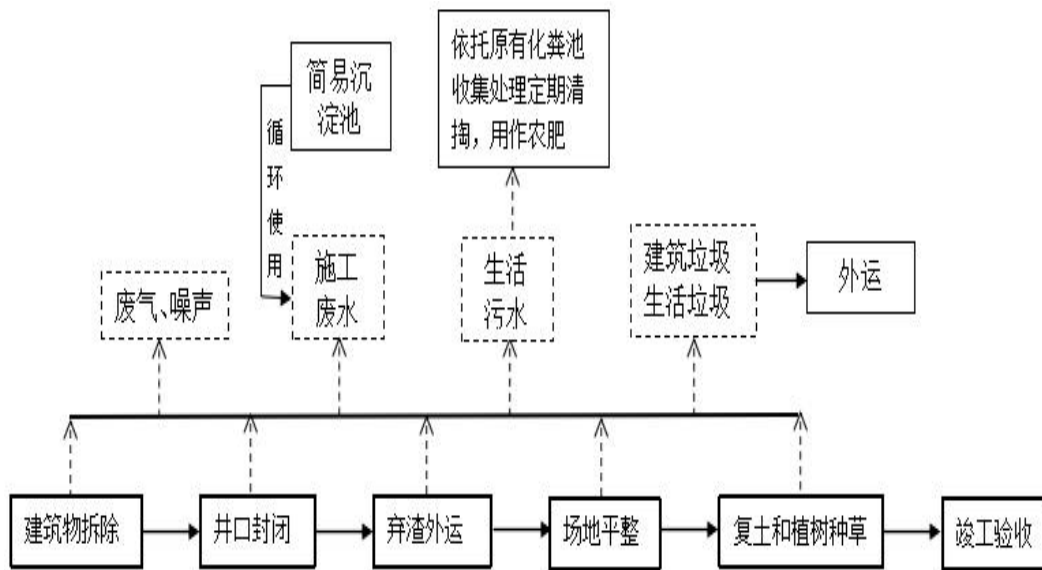 依托原有化粪池
收集处理定期清
掏，用作农肥
简易沉
淀池
循
环
使
用
施工
废水
生活
污水
建筑垃圾
生活垃圾
外运
废气、噪声
建筑物拆除
井口封闭
弃渣外运
场地平整
复土和植树种草
竣工验收